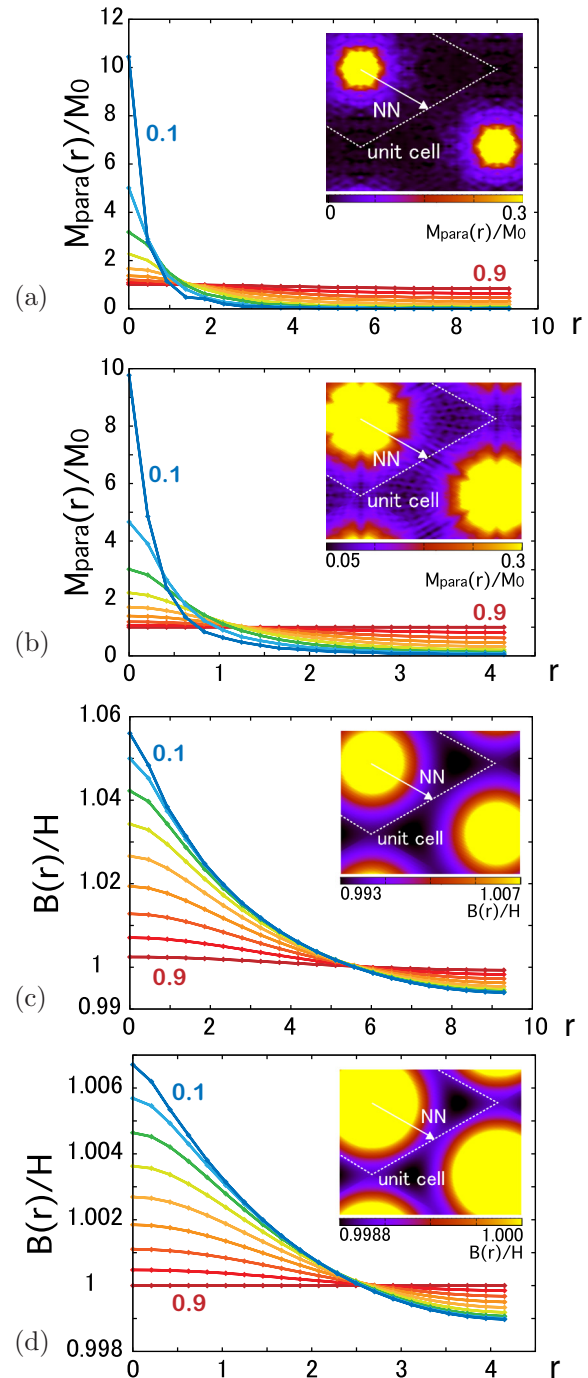 12
10
8
6
4
2
0
Mpara(r)/M0
0.1
0.9
NN
unit cell
0
0.3
Mpara(r)/M0
0
2
4
6
8
10
r
(a)
10
8
6
4
2
0
Mpara(r)/M0
0.1
0.9
NN
unit cell
0.05
0.3
Mpara(r)/M0
0
1
2
3
4
r
(b)
1.06
1.04
1.02
1
0.99
B(r)/H
0.1
0.9
NN
unit cell
0.993
1.007
B(r)/H
0
2
4
6
8
10
r
(c)
1.006
1.004
1.002
1
0.998
B(r)/H
0.1
0.9
NN
unit cell
0.9988
1.000
B(r)/H
0
1
2
3
4
r
(d)